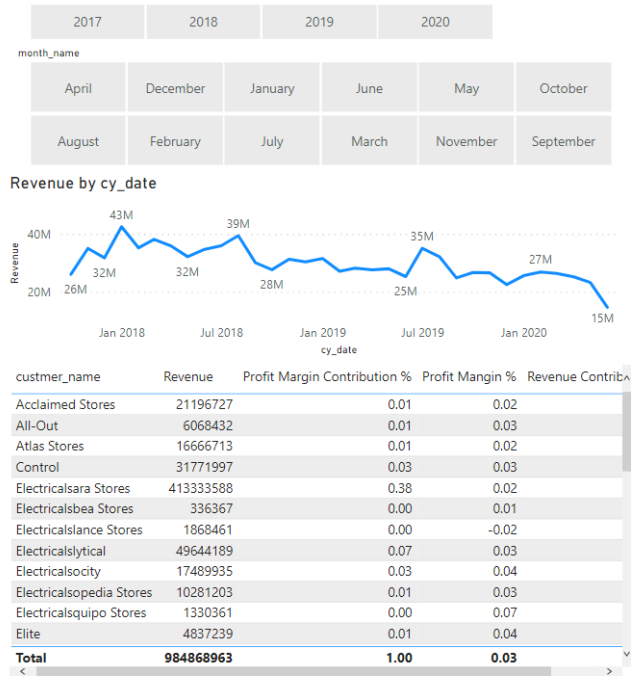 2017 2018 2019 2020
month_name
April December January June May October
August February July March November September
Revenue by cy_date
43M
39M
40M
35M
Revenue
32M
32M
27M
28M
25M
20M
26M
15M
Jan 2018 Jul 2018 Jan 2019 Jul 2019 Jan 2020
cy_date
custmer_name Revenue Profit Margin Contribution % Profit Mangin % Revenue Contrib
Acclaimed Stores 21196727 0.01 0.02
All-Out 6068432 0.01 0.03
Atlas Stores 16666713 0.01 0.02
Control 31771997 0.03 0.03
Electricalsara Stores 413333588 0.38 0.02
Electricalsbea Stores 336367 0.00 0.01
Electricalslance Stores 1868461 0.00 -0.02
Electricalslytical 49644189 0.07 0.03
Electricalsocity 17489935 0.03 0.04
Electricalsopedia Stores 10281203 0.01 0.03
Electricalsquipo Stores 1330361 0.00 0.07
Elite 4837239 0.01 0.04
Total 984868963 1.00 0.03